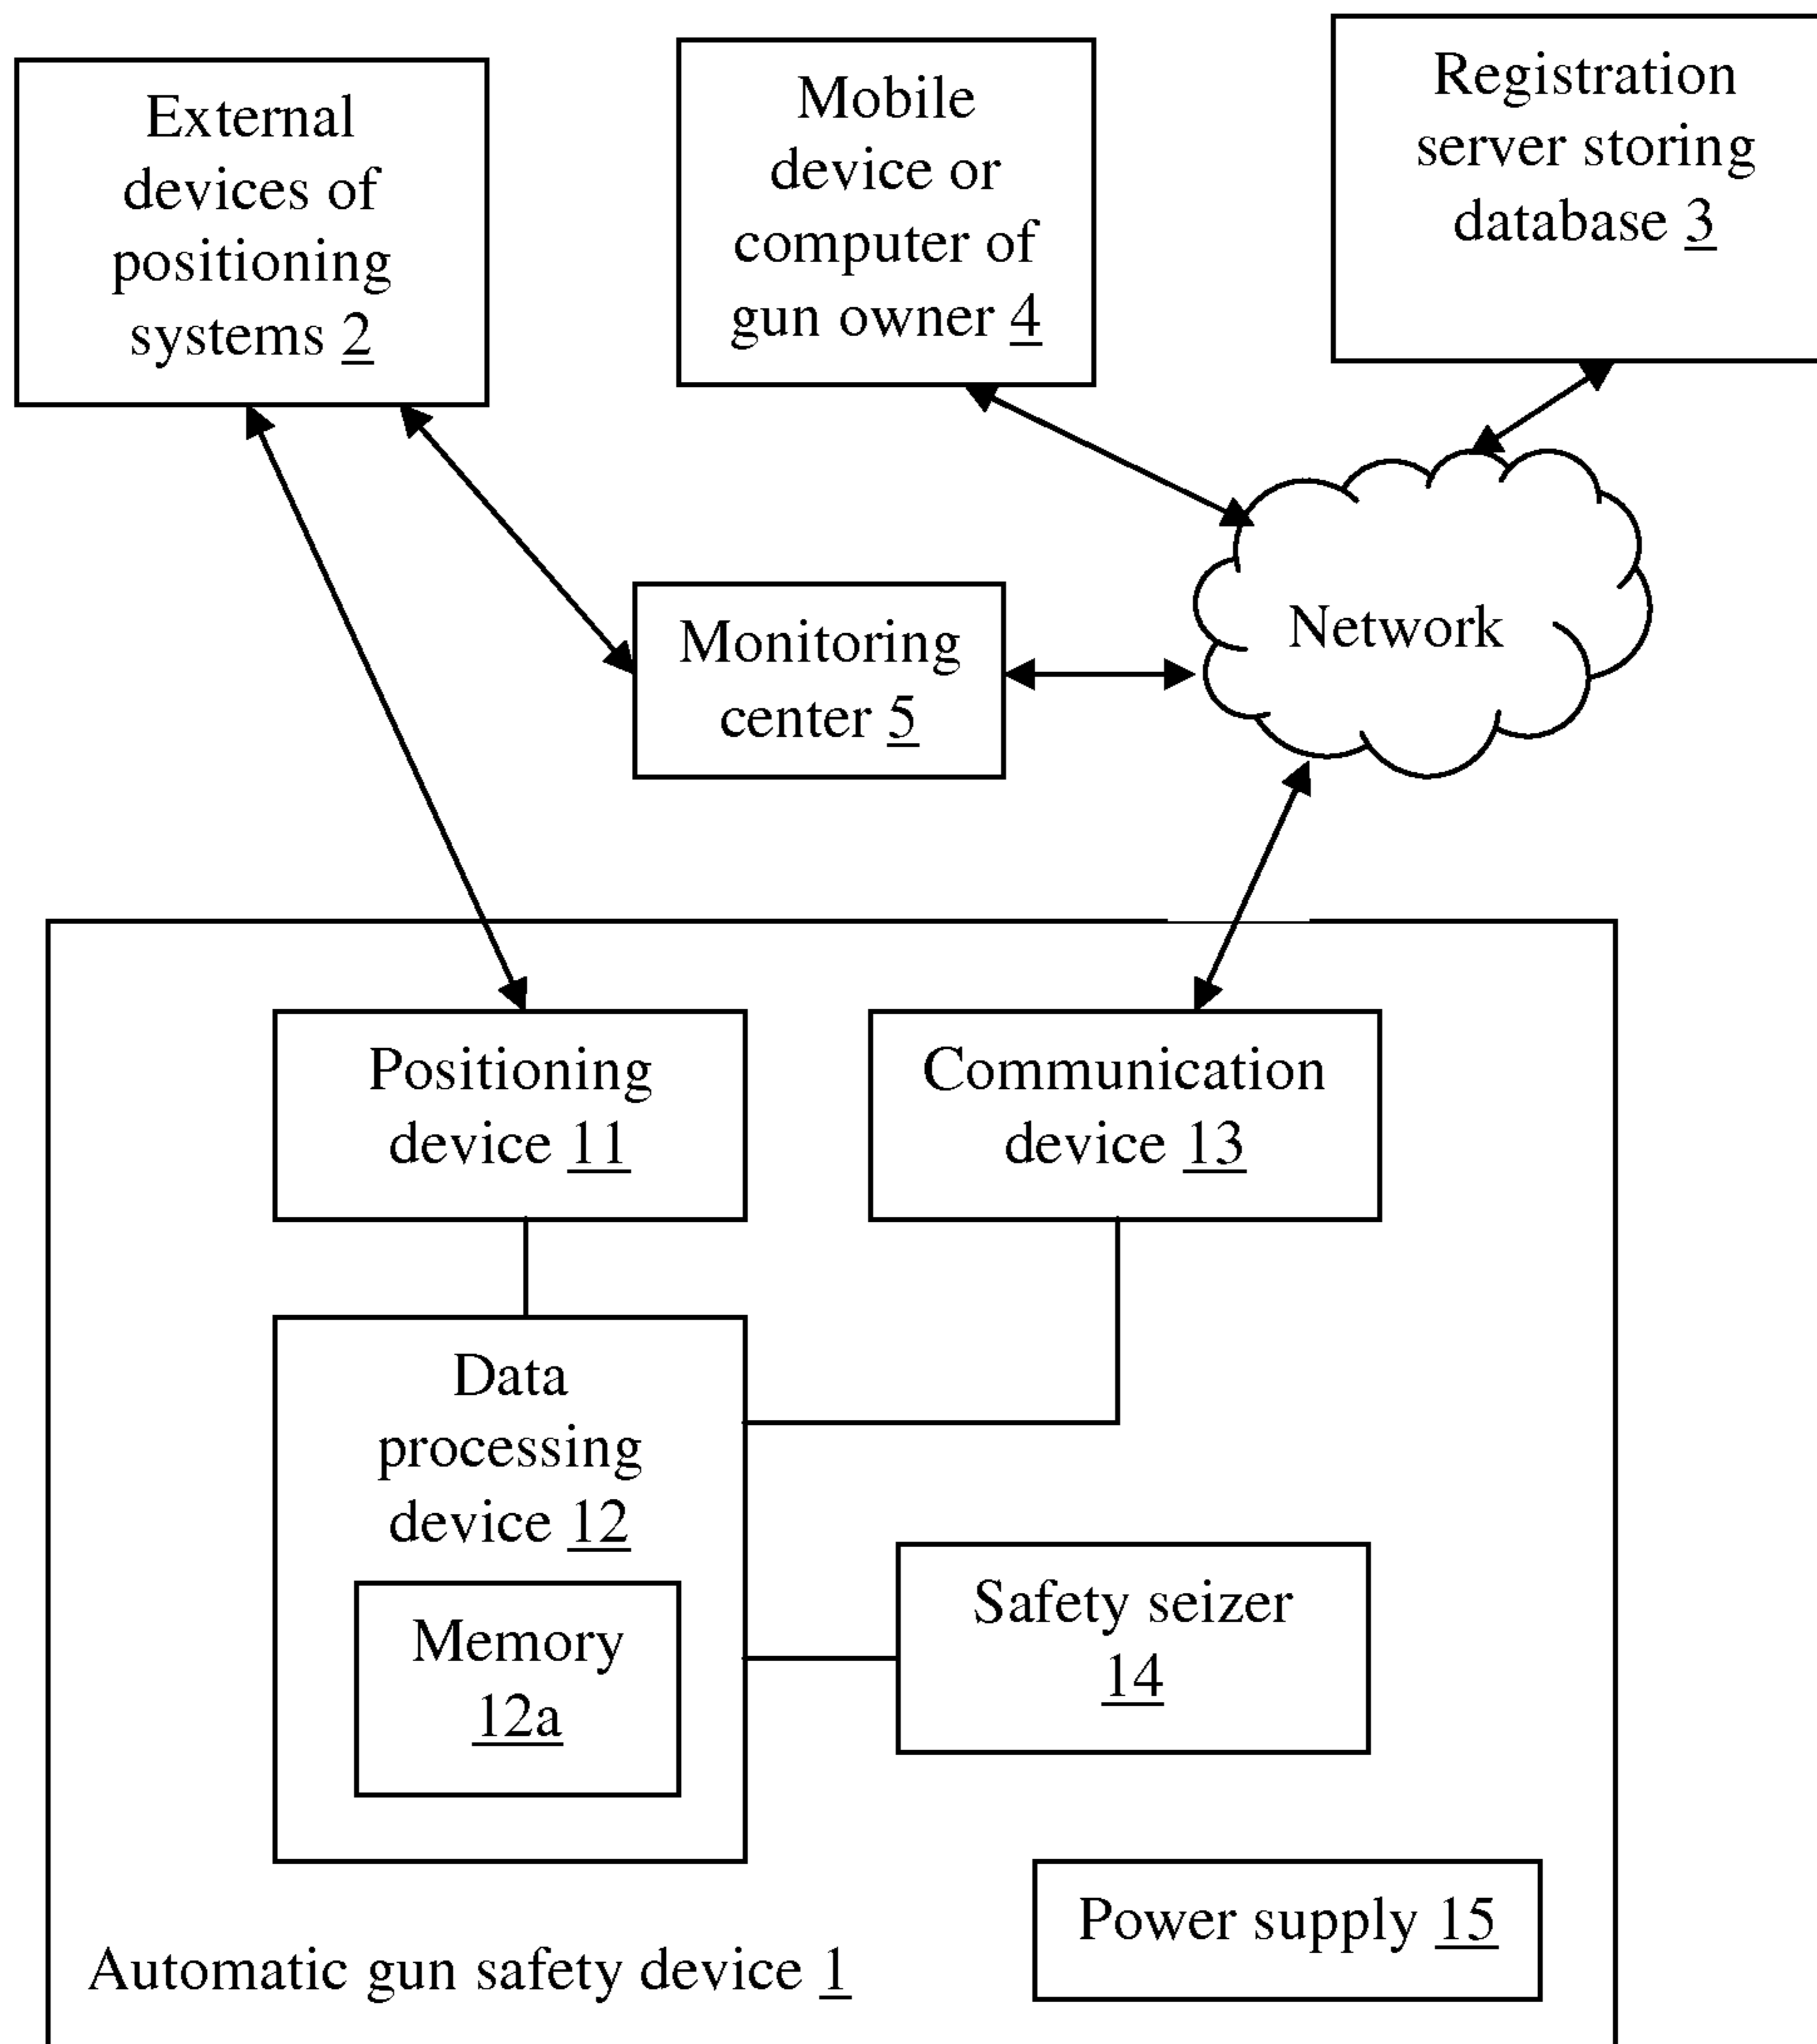 External
devices of
positioning
systems 2
Mobile
device or
computer of
gun owner 4
Registration
server storing
database 3
Monitoring
center 5
Network
Positioning
device 11
Communication
device 13
Data
processing
device 12
Memory
12a
Safety seizer
14
Power supply 15
Automatic gun safety device 1